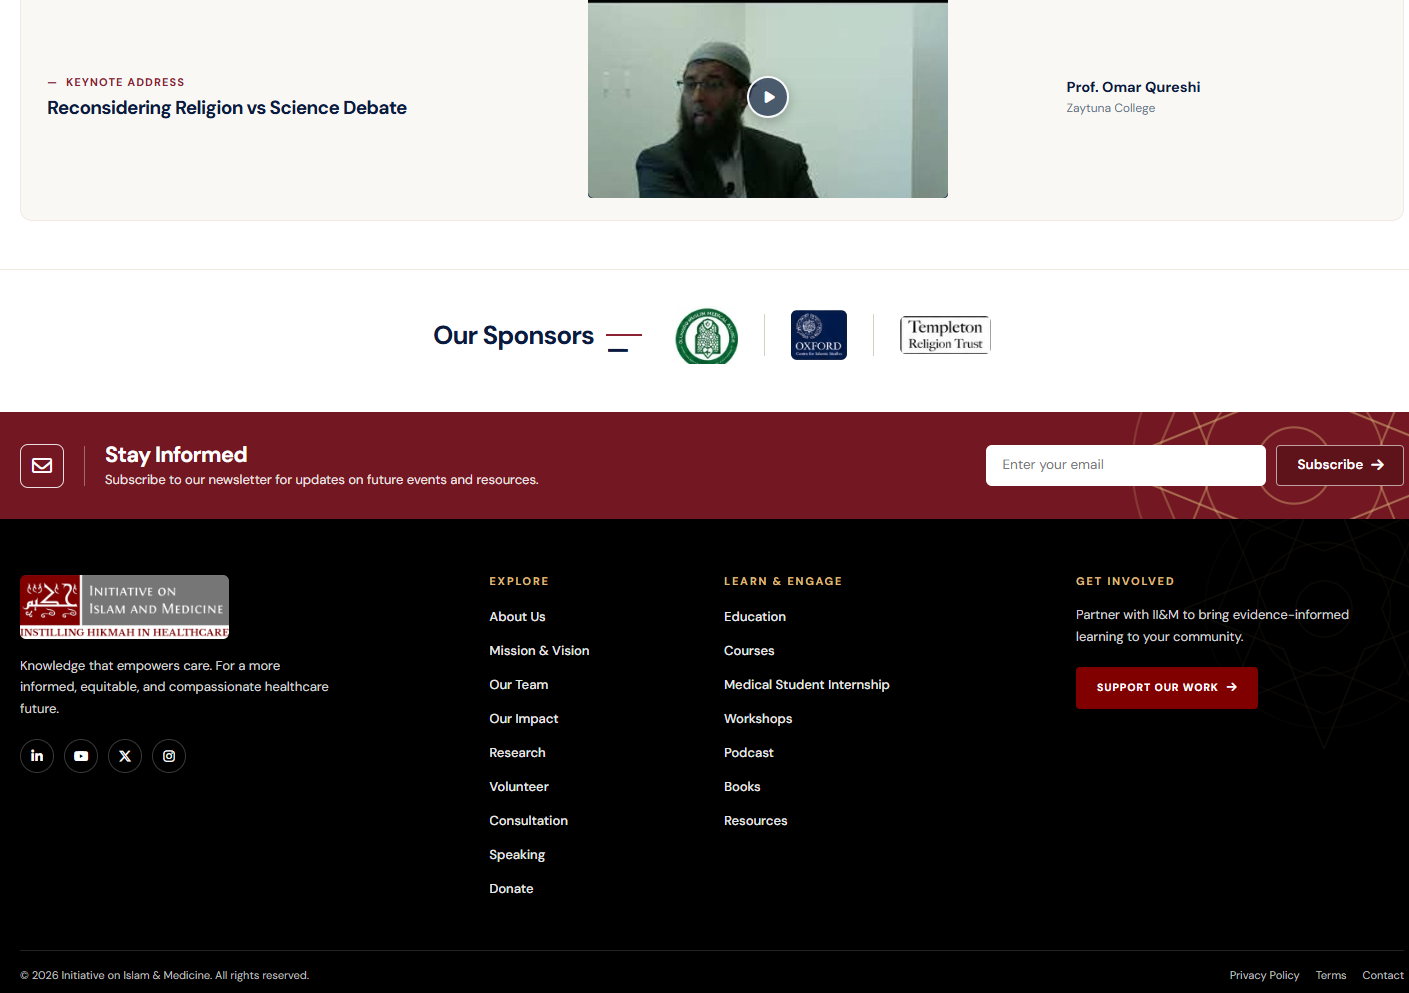 — KEYNOTE ADDRESS
Reconsidering Religion vs Science Debate
Prof. Omar Qureshi
Zaytuna College
Our Sponsors
OXFORD
Centre for Islamic Studies
Templeton
Religion Trust
Stay Informed
Subscribe to our newsletter for updates on future events and resources.
Enter your email
Subscribe →
INITIATIVE ON
ISLAM AND MEDICINE
INSTILLING HIKMAH IN HEALTHCARE
Knowledge that empowers care. For a more
informed, equitable, and compassionate healthcare
future.
EXPLORE
About Us
Mission & Vision
Our Team
Our Impact
Research
Volunteer
Consultation
Speaking
Donate
LEARN & ENGAGE
Education
Courses
Medical Student Internship
Workshops
Podcast
Books
Resources
GET INVOLVED
Partner with II&M to bring evidence-informed
learning to your community.
SUPPORT OUR WORK →
© 2026 Initiative on Islam & Medicine. All rights reserved.
Privacy Policy Terms Contact